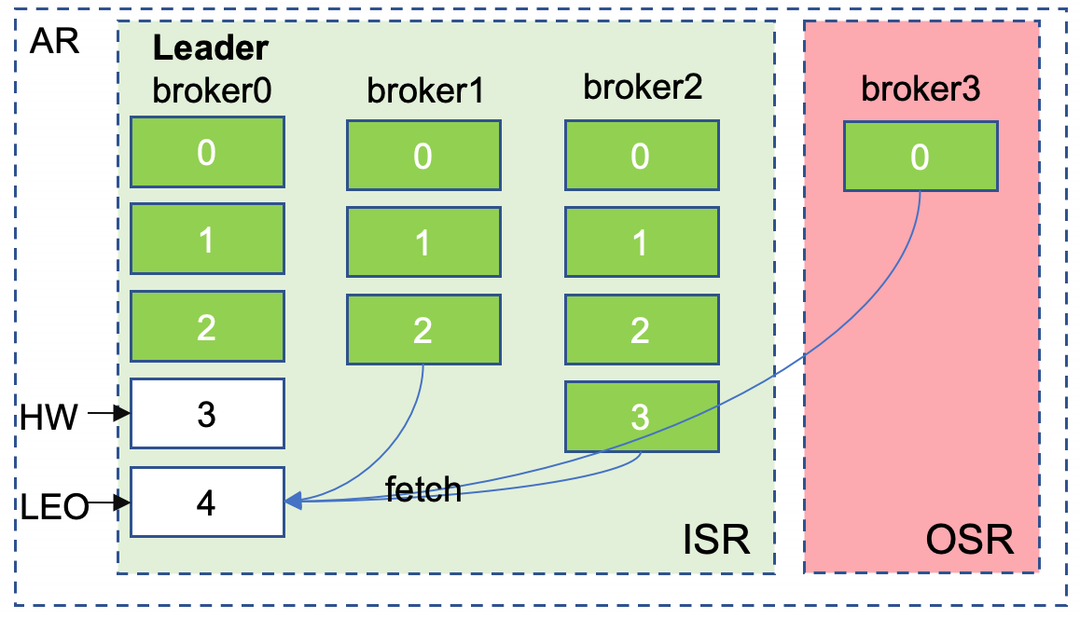 AR
Leader
broker0
0
1
2
3
4
broker1
0
1
2
broker2
0
1
2
3
broker3
0
HW
LEO
fetch
ISR
OSR